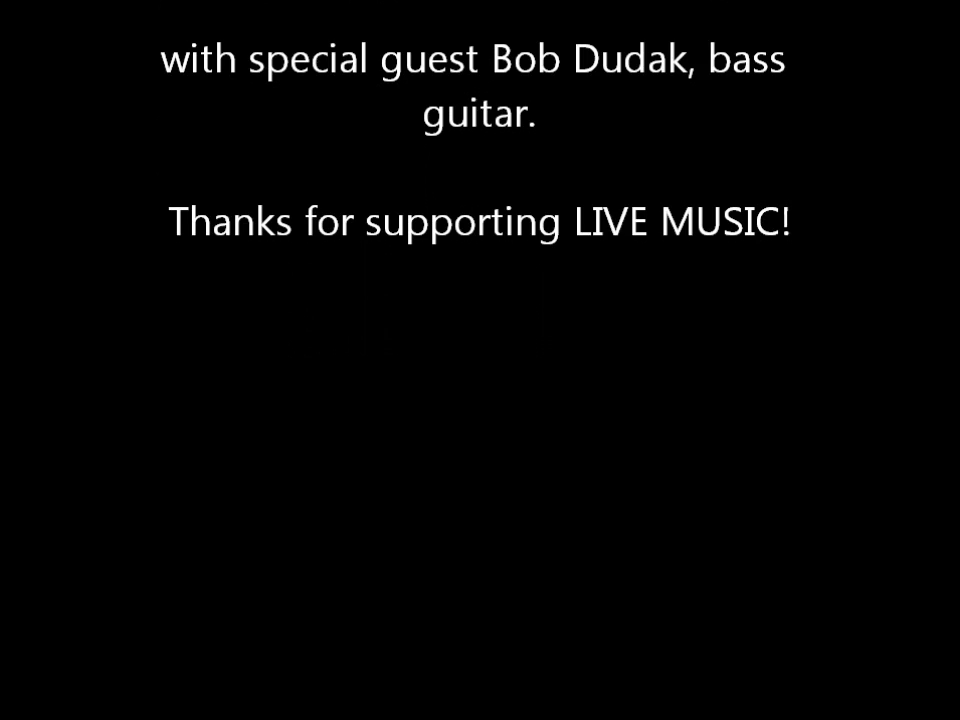 with special guest Bob Dudak, bass
guitar.
Thanks for supporting LIVE MUSIC!